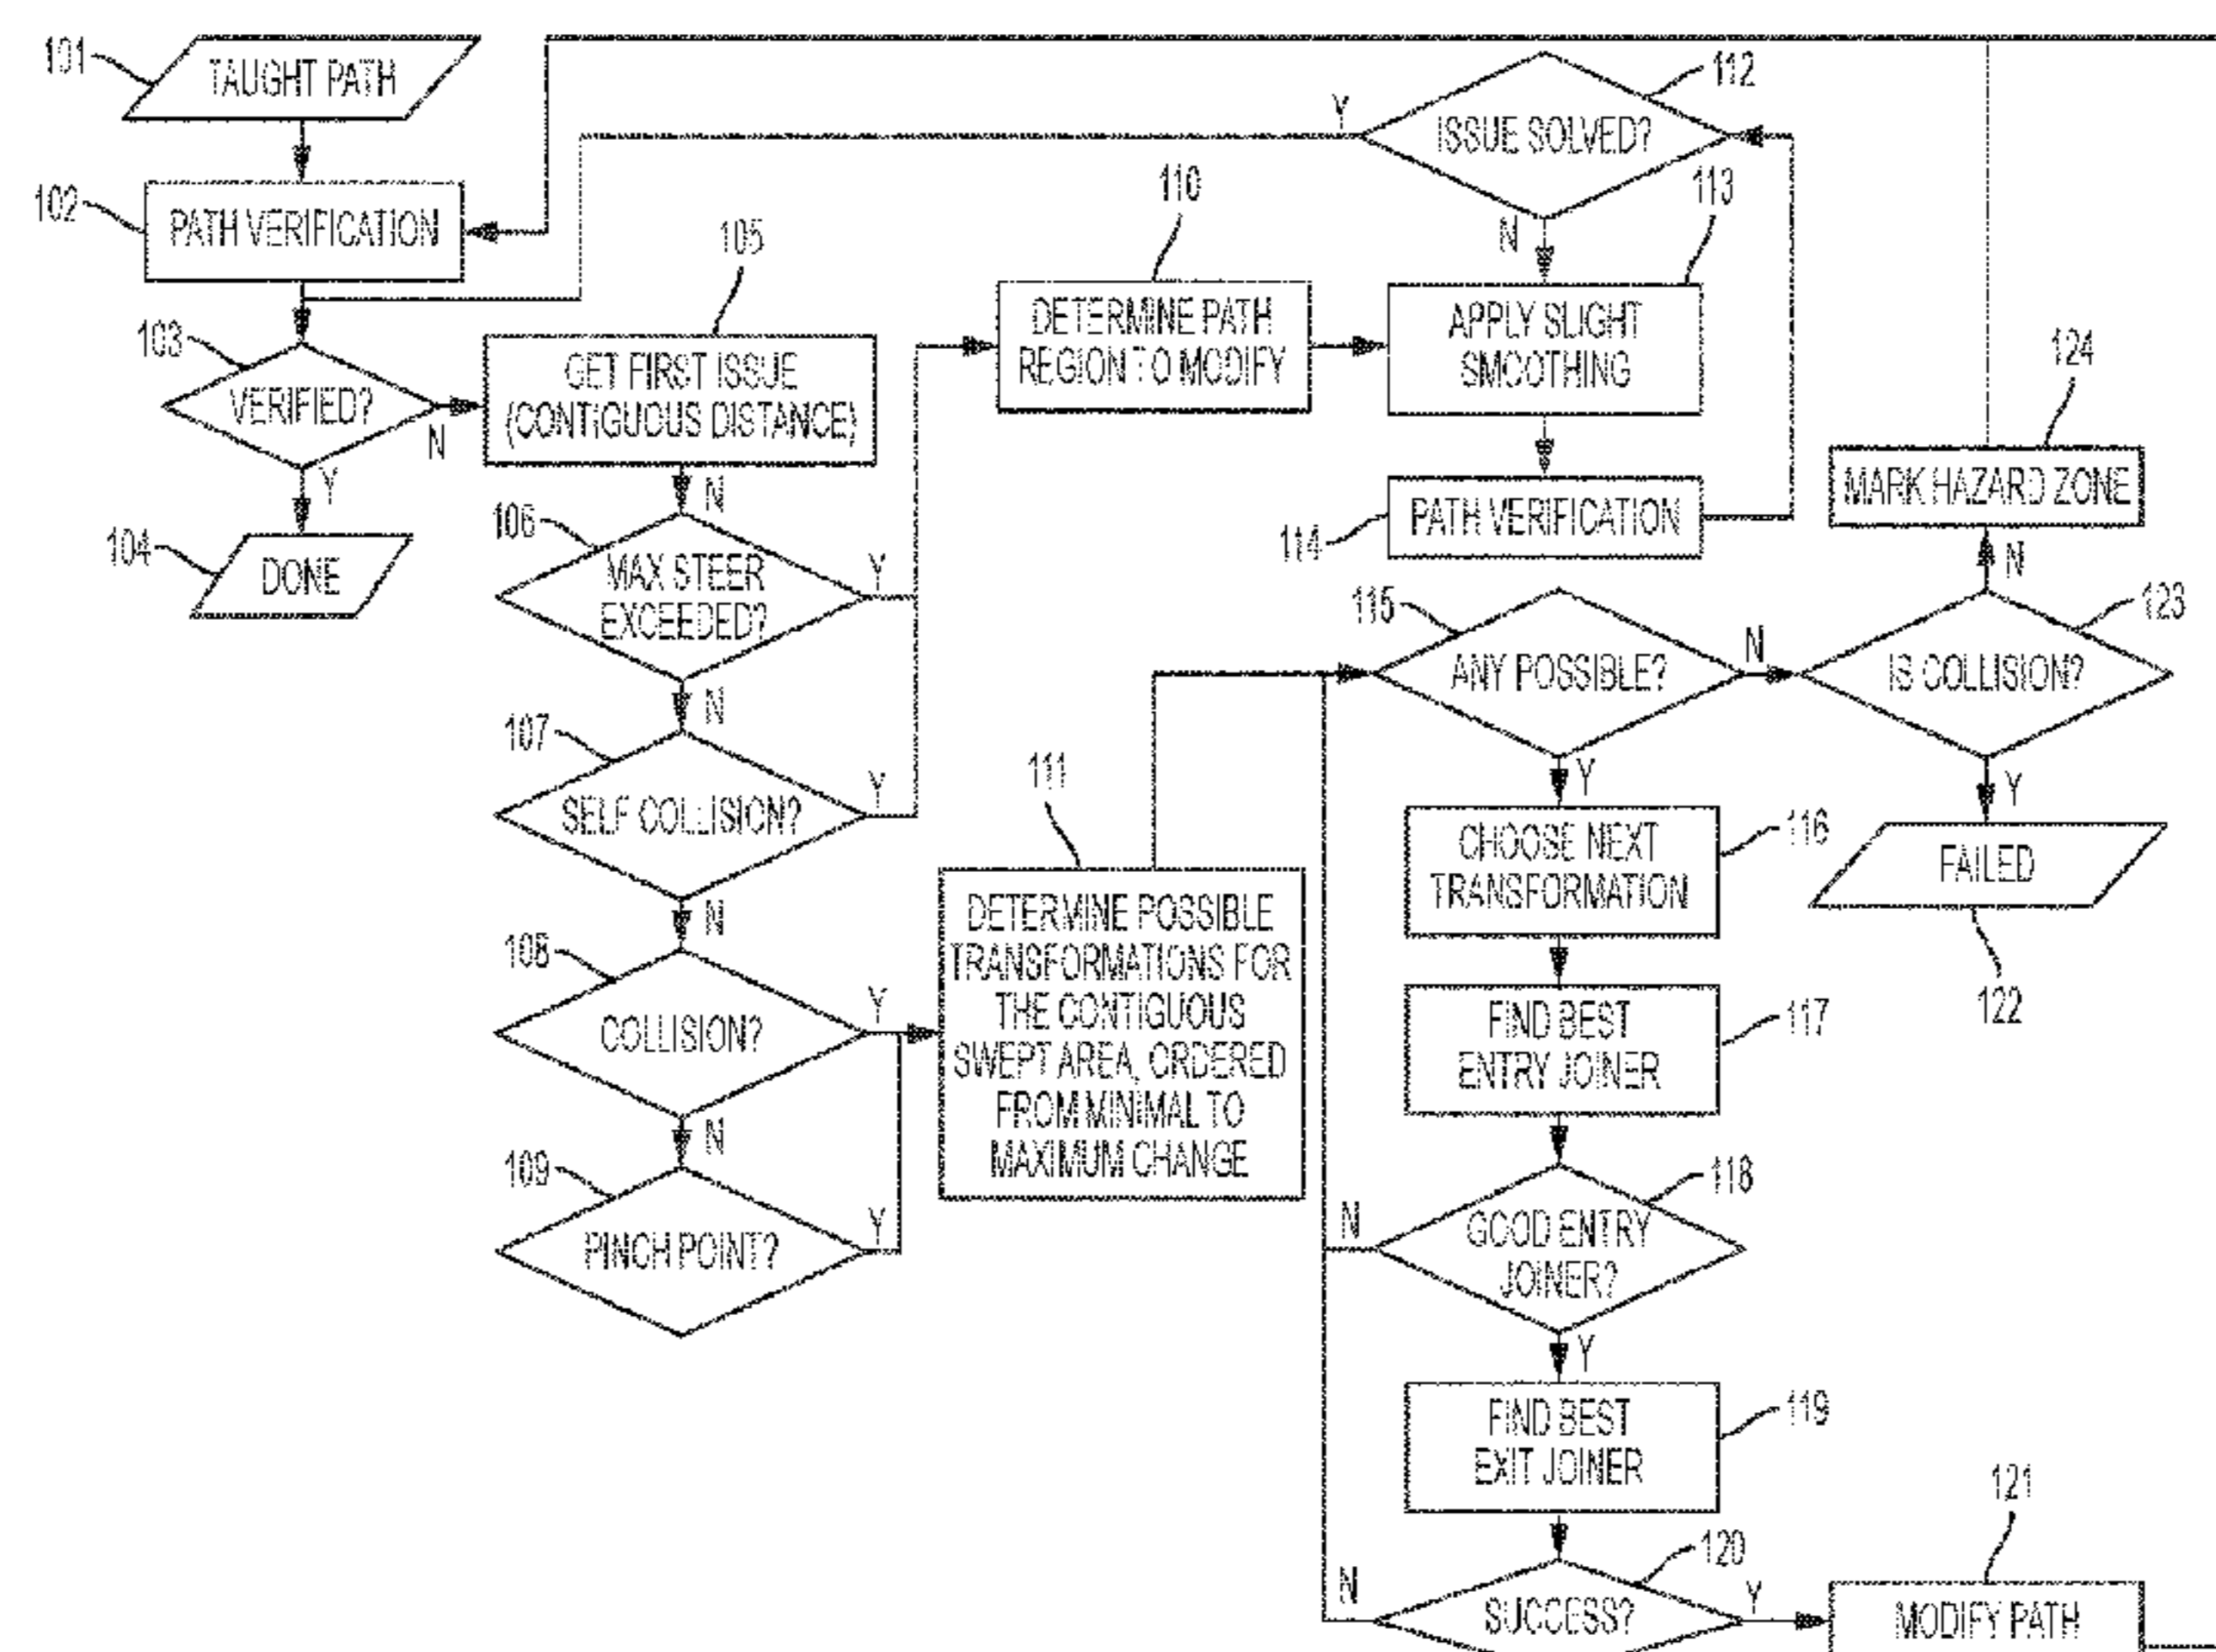 101
TAUGHT PATH
102
PATH VERIFICATION
103
VERIFIED?
N
Y
104
DONE
105
GET FIRST ISSUE
(CONTIGUOUS DISTANCE)
N
106
MAX STEER
EXCEEDED?
Y
N
107
SELF COLLISION?
Y
N
108
COLLISION?
Y
N
109
PINCH POINT?
Y
110
DETERMINE PATH
REGION TO MODIFY
111
DETERMINE POSSIBLE
TRANSFORMATIONS FOR
THE CONTIGUOUS
SWEPT AREA, ORDERED
FROM MINIMAL TO
MAXIMUM CHANGE
112
ISSUE SOLVED?
Y
N
113
APPLY SLIGHT
SMOOTHING
114
PATH VERIFICATION
115
ANY POSSIBLE?
N
Y
116
CHOOSE NEXT
TRANSFORMATION
117
FIND BEST
ENTRY JOINER
118
GOOD ENTRY
JOINER?
N
Y
119
FIND BEST
EXIT JOINER
120
SUCCESS?
N
Y
121
MODIFY PATH
124
MARK HAZARD ZONE
N
123
IS COLLISION?
Y
FAILED
122